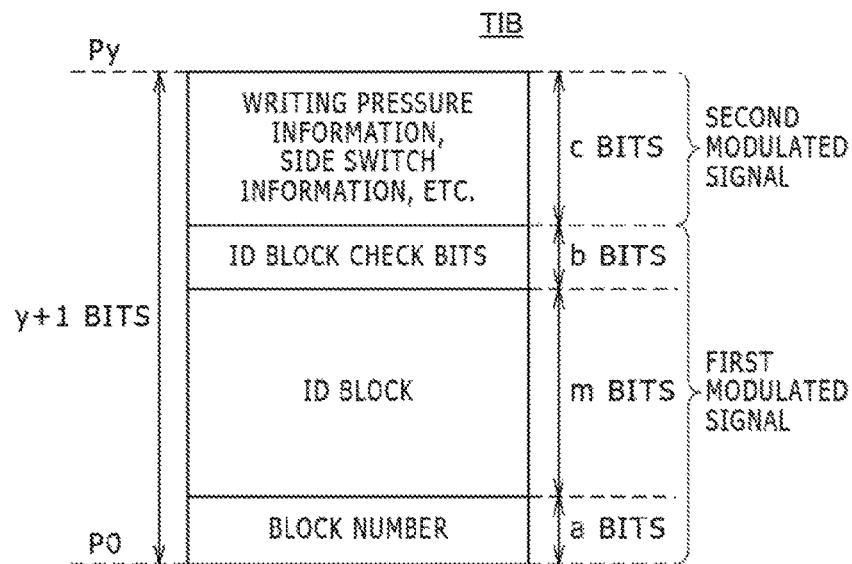 TIB
Py
WRITING PRESSURE
INFORMATION,
SIDE SWITCH
INFORMATION, ETC.
c BITS
SECOND
MODULATED
SIGNAL
ID BLOCK CHECK BITS
b BITS
y+1 BITS
ID BLOCK
m BITS
FIRST
MODULATED
SIGNAL
BLOCK NUMBER
a BITS
P0